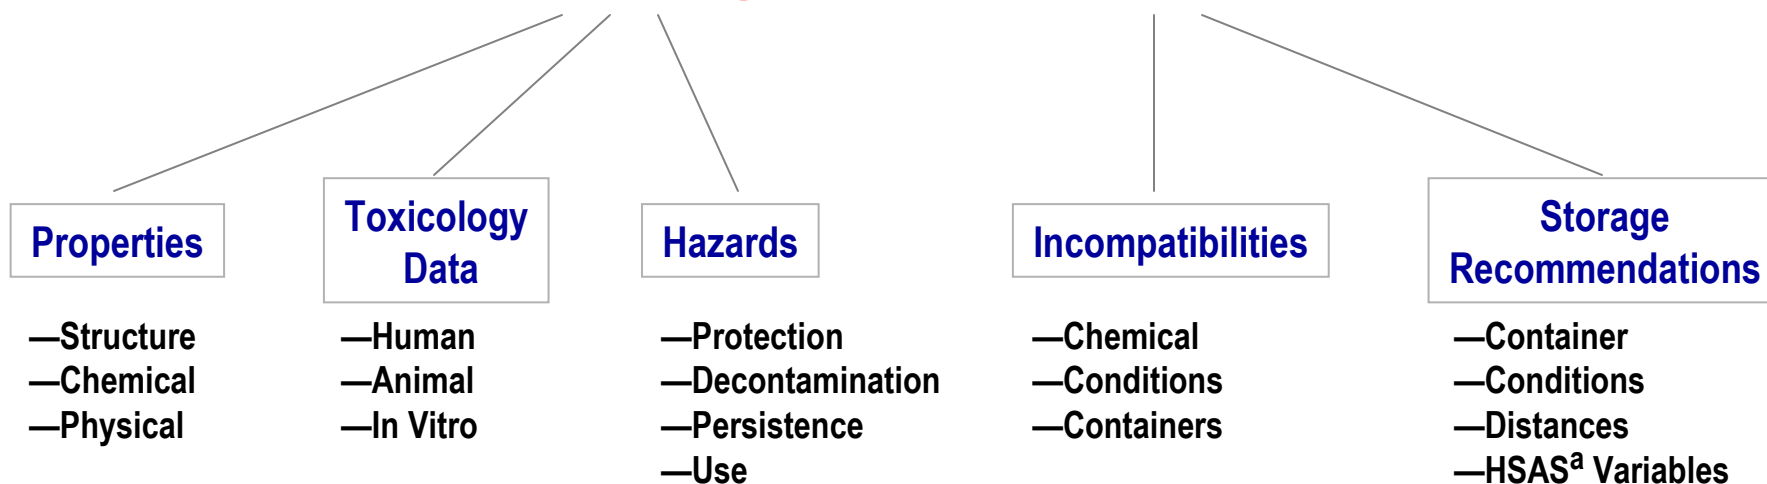 Properties
—Structure
—Chemical
—Physical
Toxicology
Data
—Human
—Animal
—In Vitro
Hazards
—Protection
—Decontamination
—Persistence
—Use
Incompatibilities
—Chemical
—Conditions
—Containers
Storage
Recommendations
—Container
—Conditions
—Distances
—HSASᵃ Variables